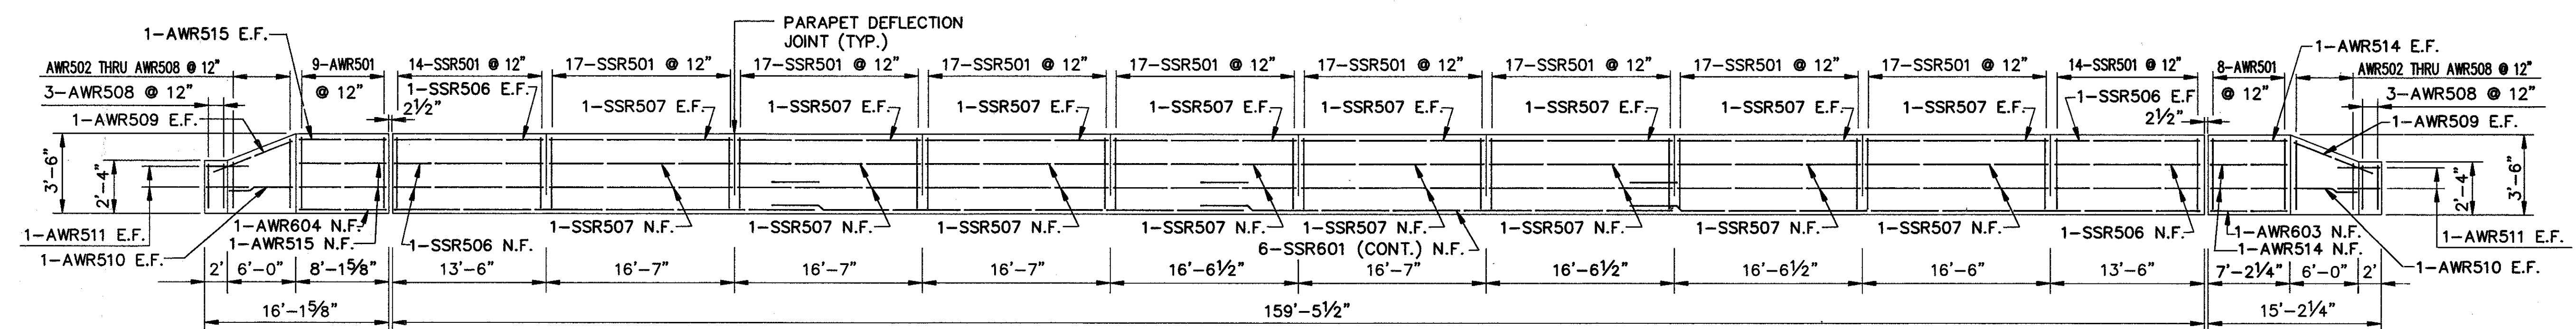 PARAPET DEFLECTION
JOINT (TYP.)
1-AWR515 E.F.
1-AWR514 E.F.
AWR502 THRU AWR508 @ 12"
9-AWR501
@ 12"
14-SSR501 @ 12"
17-SSR501 @ 12"
17-SSR501 @ 12"
17-SSR501 @ 12"
17-SSR501 @ 12"
17-SSR501 @ 12"
17-SSR501 @ 12"
17-SSR501 @ 12"
17-SSR501 @ 12"
14-SSR501 @ 12"
8-AWR501
@ 12"
AWR502 THRU AWR508 @ 12"
3-AWR508 @ 12"
1-SSR506 E.F.
2½"
1-SSR507 E.F.
1-SSR507 E.F.
1-SSR507 E.F.
1-SSR507 E.F.
1-SSR507 E.F.
1-SSR507 E.F.
1-SSR507 E.F.
1-SSR507 E.F.
1-SSR506 E.F
2½"
3-AWR508 @ 12"
1-AWR509 E.F.
1-AWR509 E.F.
3'-6"
2'-4"
2'-4"
3'-6"
1-AWR604 N.F.
1-AWR515 N.F.
1-AWR511 E.F.
1-AWR510 E.F.
1-SSR506 N.F.
1-SSR507 N.F.
1-SSR507 N.F.
1-SSR507 N.F.
1-SSR507 N.F.
1-SSR507 N.F.
1-SSR507 N.F.
1-SSR507 N.F.
1-SSR507 N.F.
1-SSR506 N.F.
6-SSR601 (CONT.) N.F.
1-AWR603 N.F.
1-AWR514 N.F.
1-AWR511 E.F.
1-AWR510 E.F.
2'
6'-0"
8'-1⅝"
13'-6"
16'-7"
16'-7"
16'-7"
16'-6½"
16'-7"
16'-6½"
16'-6½"
16'-6"
13'-6"
7'-2¼"
6'-0"
2'
16'-1⅝"
159'-5½"
15'-2¼"